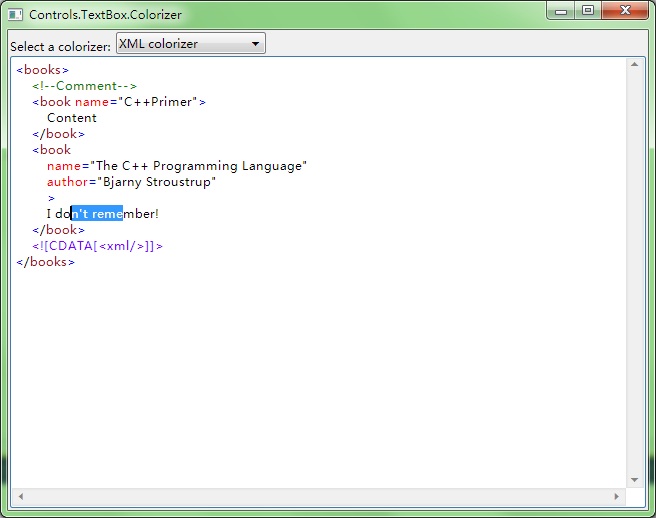 Controls.TextBox.Colorizer
Select a colorizer: XML colorizer
<books>
<!--Comment-->
<book name="C++Primer">
Content
</book>
<book
name="The C++ Programming Language"
author="Bjarny Stroustrup"
>
I don't remember!
</book>
<![CDATA[<xml/>]]>
</books>